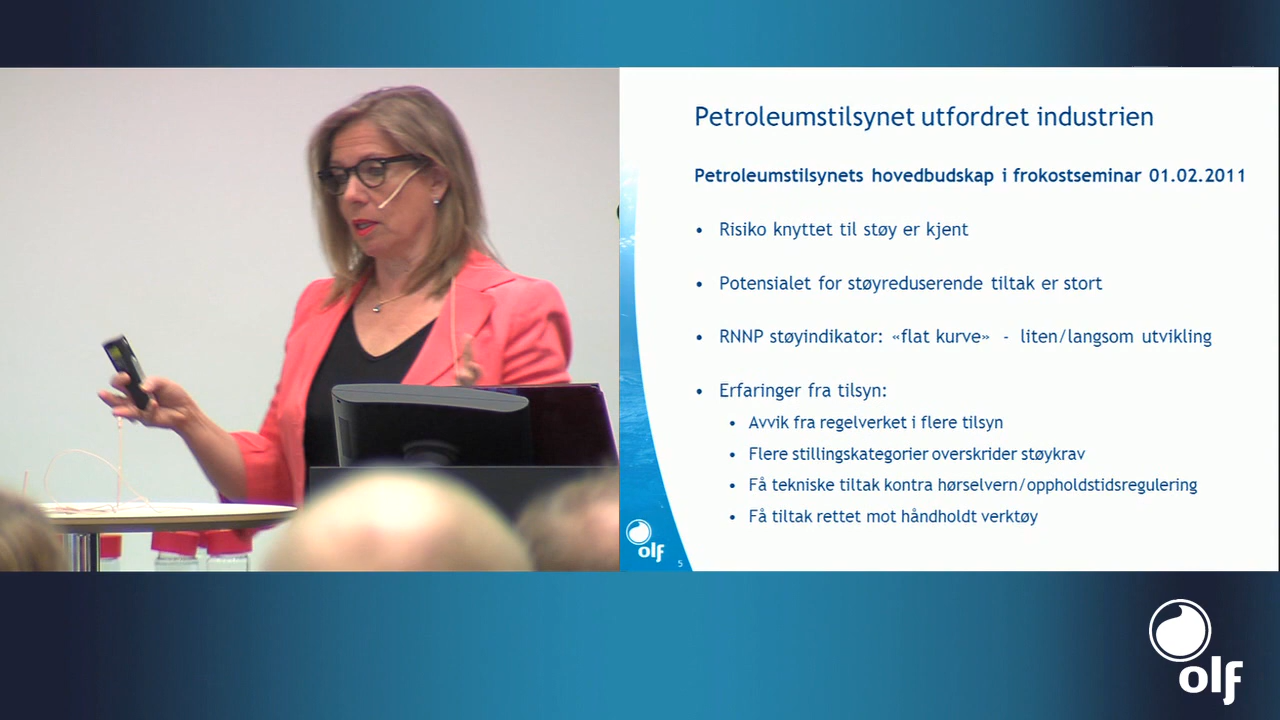 Petroleumstilsynet utfordret industrien
Petroleumstilsynets hovedbudskap i frokostseminar 01.02.2011
• Risiko knyttet til støy er kjent
• Potensialet for støyreduserende tiltak er stort
• RNNP støyindikator: «flat kurve» - liten/langsom utvikling
• Erfaringer fra tilsyn:
• Avvik fra regelverket i flere tilsyn
• Flere stillingskategorier overskrider støykrav
• Få tekniske tiltak kontra hørselvern/oppholdstidsregulering
• Få tiltak rettet mot håndholdt verktøy
olf
5
olf